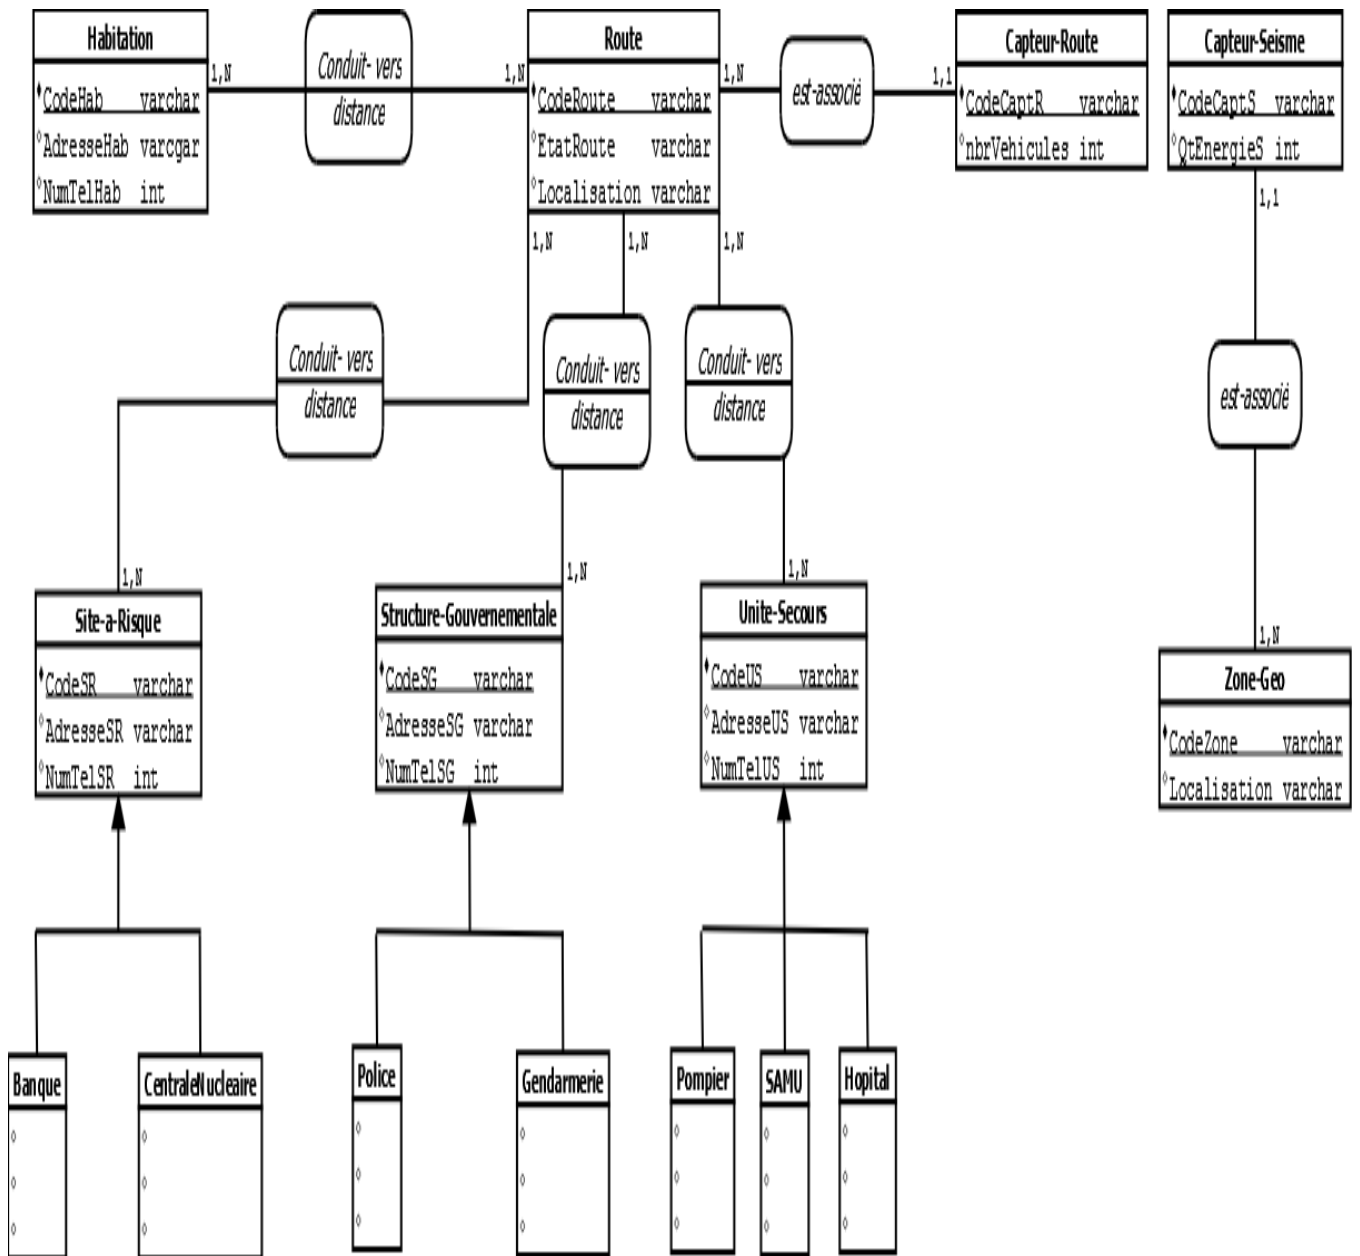 Habitation
CodeHab varchar
AdresseHab varcgar
NumTelHab int
1,N
Conduit-vers
distance
1,N
Route
CodeRoute varchar
EtatRoute varchar
Localisation varchar
1,N
est-associé
1,1
Capteur-Route
CodeCaptR varchar
nbrVehicules int
Capteur-Seisme
CodeCaptS varchar
QtEnergieS int
1,1
1,N
1,N
1,N
Conduit-vers
distance
Conduit-vers
distance
Conduit-vers
distance
est-associé
1,N
1,N
1,N
1,N
Site-a-Risque
CodeSR varchar
AdresseSR varchar
NumTelSR int
Structure-Gouvernementale
CodeSG varchar
AdresseSG varchar
NumTelSG int
Unite-Secours
CodeUS varchar
AdresseUS varchar
NumTelUS int
Zone-Geo
CodeZone varchar
Localisation varchar
Banque
CentraleNucleaire
Police
Gendarmerie
Pompier
SAMU
Hopital